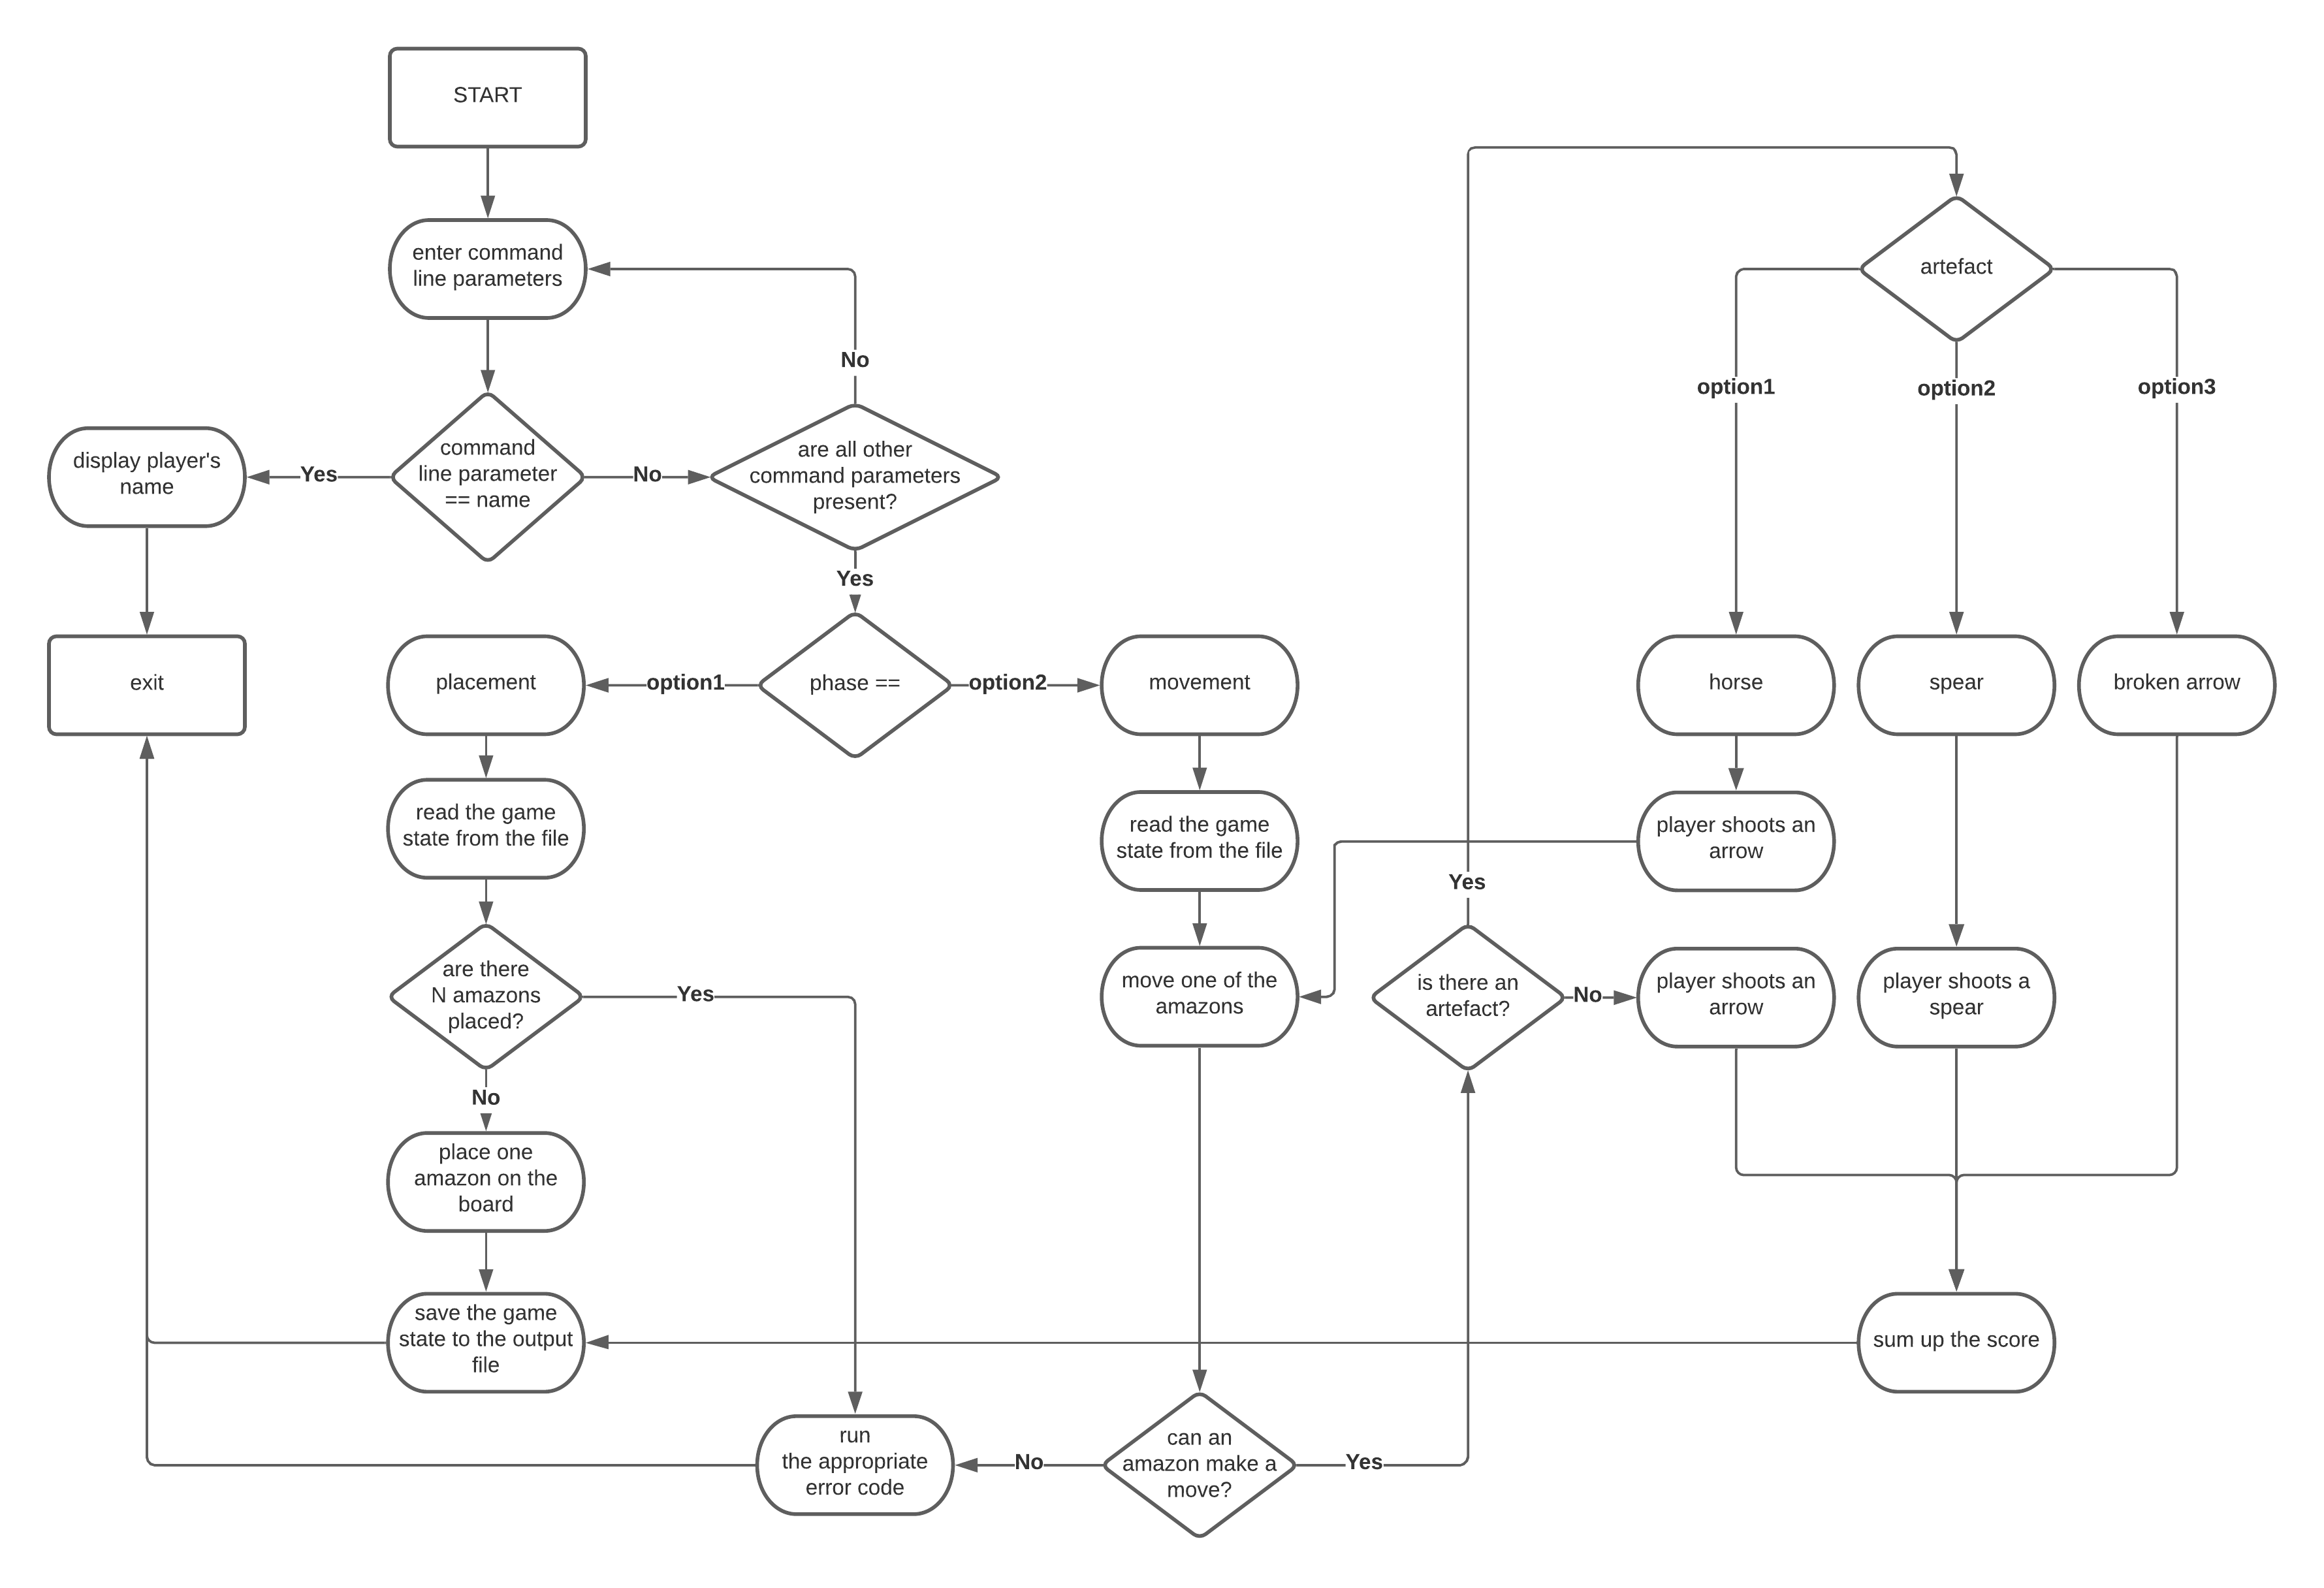 START
enter command
line parameters
No
artefact
option1
option2
option3
display player's
name
Yes
command
line parameter
== name
No
are all other
command parameters
present?
Yes
exit
placement
option1
phase ==
option2
movement
horse
spear
broken arrow
read the game
state from the file
read the game
state from the file
player shoots an
arrow
Yes
are there
N amazons
placed?
Yes
move one of the
amazons
is there an
artefact?
No
player shoots an
arrow
player shoots a
spear
No
place one
amazon on the
board
save the game
state to the output
file
sum up the score
run
the appropriate
error code
No
can an
amazon make a
move?
Yes